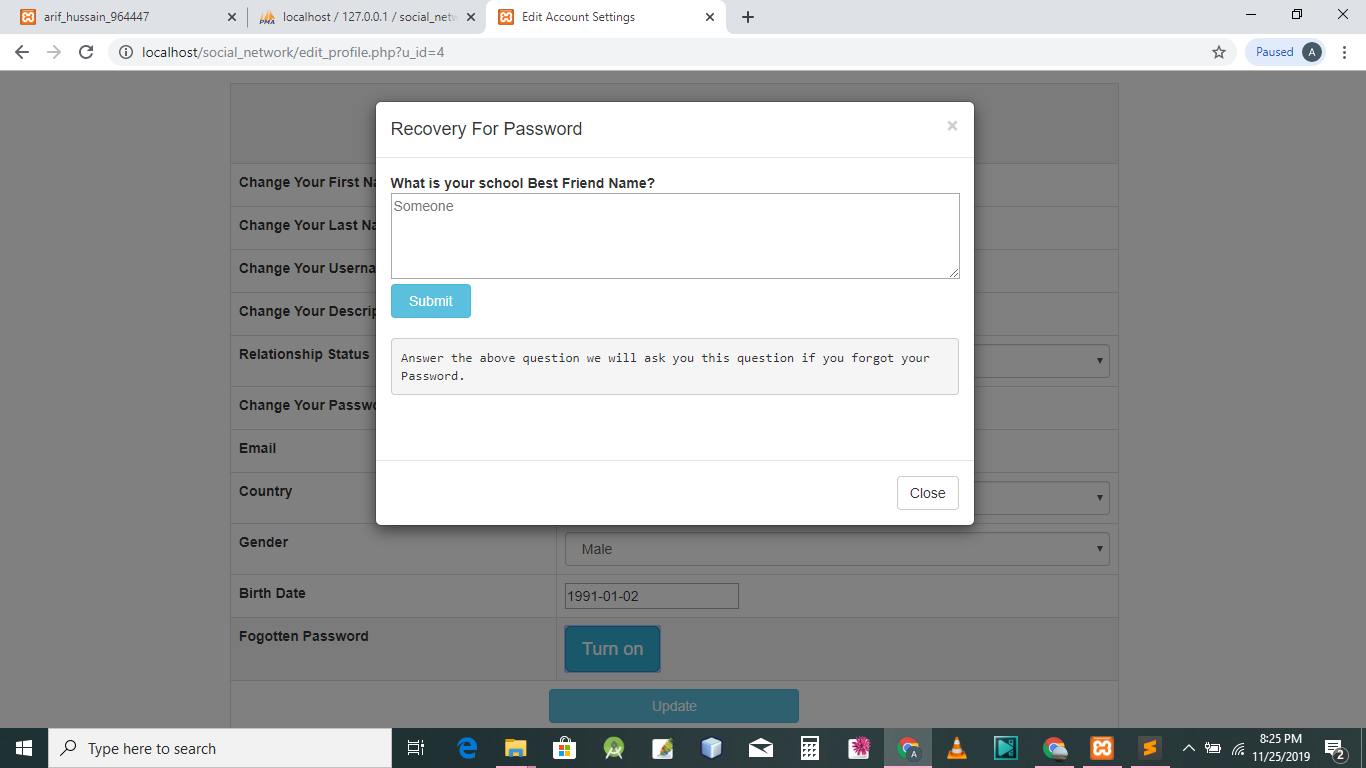 arif_hussain_964447
localhost / 127.0.0.1 / social_netw
Edit Account Settings
localhost/social_network/edit_profile.php?u_id=4
Paused A
Recovery For Password ×
What is your school Best Friend Name?
Someone
Submit
Answer the above question we will ask you this question if you forgot your
Password.
Close
Change Your First Na
Change Your Last Na
Change Your Userna
Change Your Descrip
Relationship Status
Change Your Passwo
Email
Country
Gender Male
Birth Date 1991-01-02
Fogotten Password Turn on
Update
Type here to search
8:25 PM
11/25/2019
2